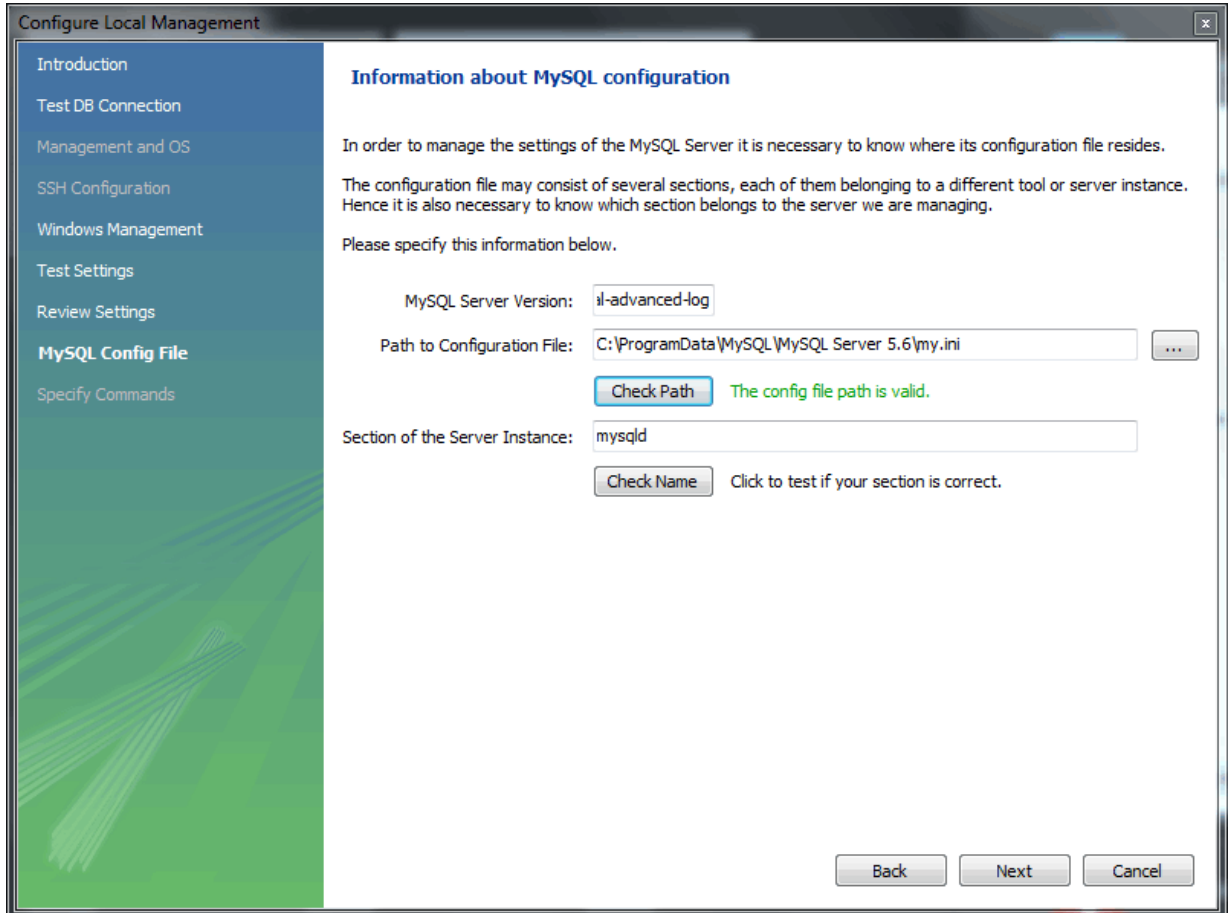 Configure Local Management
x
Introduction
Test DB Connection
Management and OS
SSH Configuration
Windows Management
Test Settings
Review Settings
MySQL Config File
Specify Commands
Information about MySQL configuration
In order to manage the settings of the MySQL Server it is necessary to know where its configuration file resides.
The configuration file may consist of several sections, each of them belonging to a different tool or server instance.
Hence it is also necessary to know which section belongs to the server we are managing.
Please specify this information below.
MySQL Server Version: al-advanced-log
Path to Configuration File: C:\ProgramData\MySQL\MySQL Server 5.6\my.ini ...
Check Path The config file path is valid.
Section of the Server Instance: mysqld
Check Name Click to test if your section is correct.
Back Next Cancel